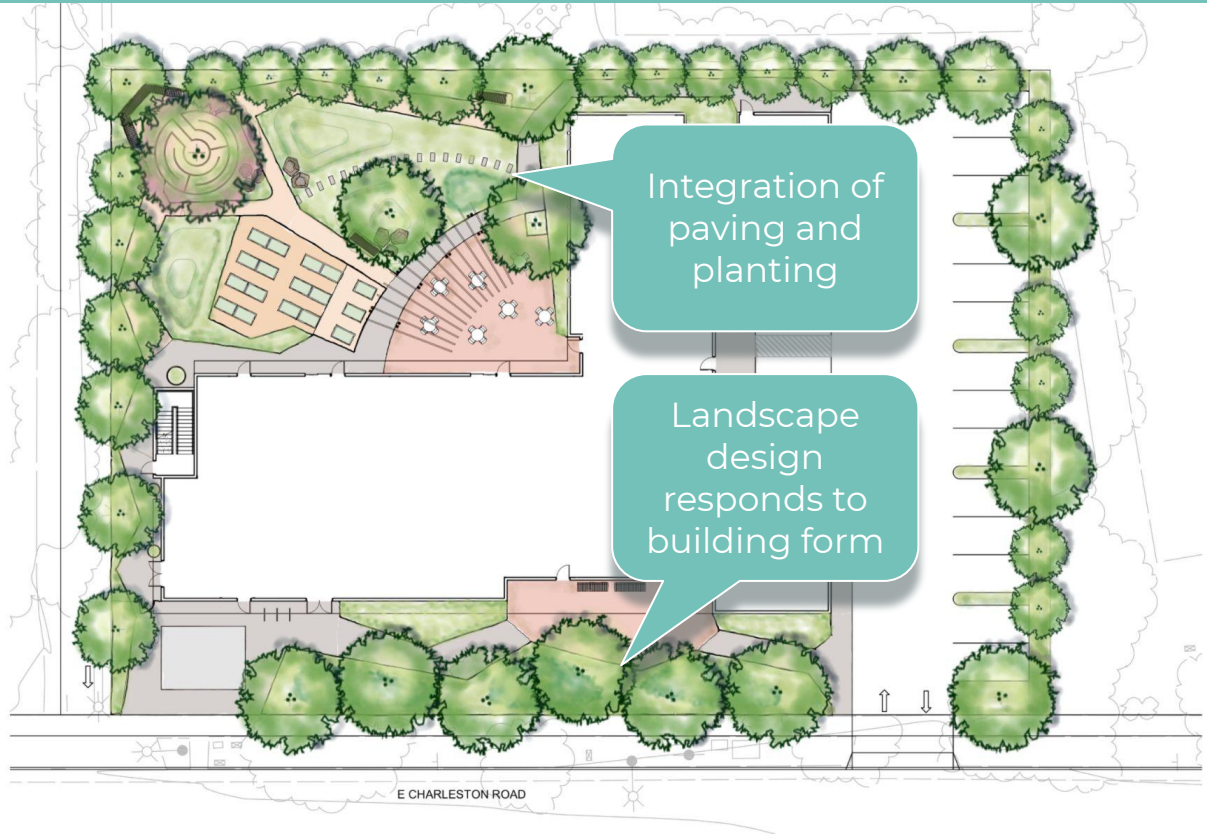 Integration of
paving and
planting
Landscape
design
responds to
building form
E CHARLESTON ROAD